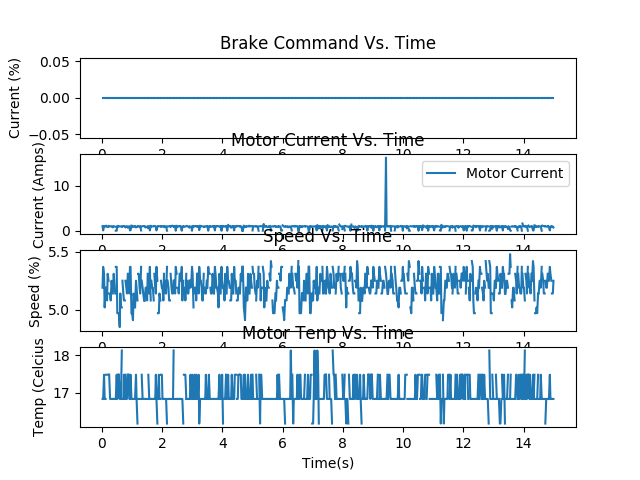 Brake Command Vs. Time
Current (%)
0.05
0.00
−0.05
0 2 4 6 8 10 12 14
Motor Current Vs. Time
Current (Amps)
10
0
Motor Current
0 2 4 6 8 10 12 14
Speed Vs. Time
Speed (%)
5.5
5.0
0 2 4 6 8 10 12 14
Motor Tenp Vs. Time
Temp (Celcius
18
17
0 2 4 6 8 10 12 14
Time(s)